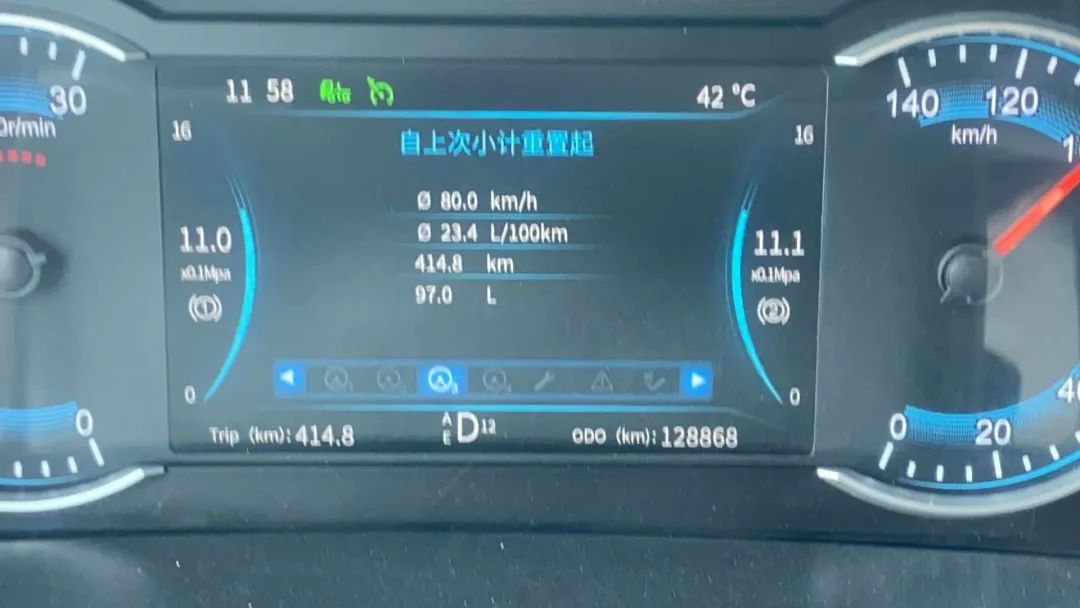 11 58
42 ℃
30
0r/min
16
16
自上次小计重置起
140
120
km/h
Ø 80.0 km/h
Ø 23.4 L/100km
414.8 km
97.0 L
11.0
x0.1Mpa
11.1
x0.1Mpa
0
0
0
Trip (km):414.8
A
E
D12
ODO (km):128868
0
20